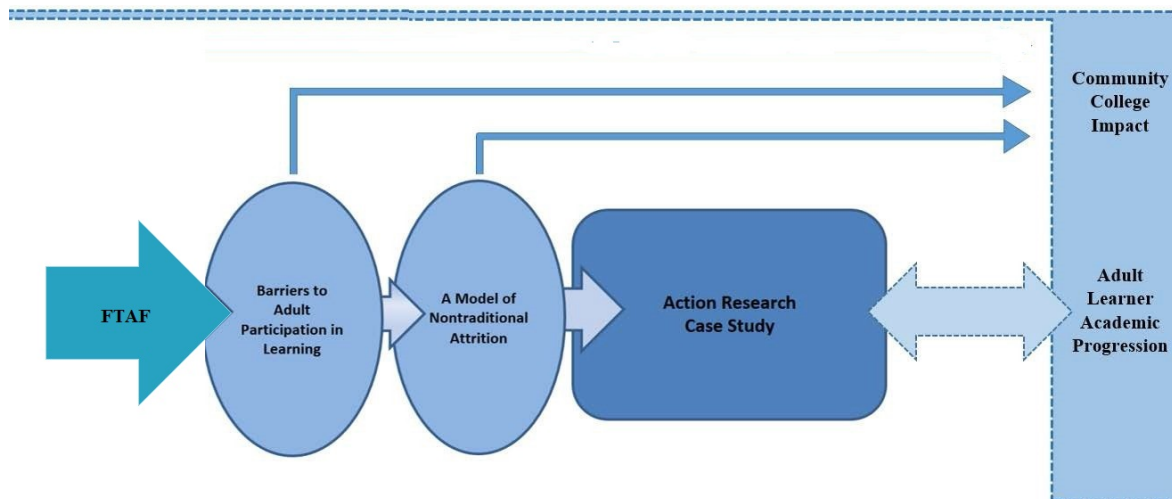 Community
College
Impact
FTAF
Barriers to
Adult
Participation in
Learning
A Model of
Nontraditional
Attrition
Action Research
Case Study
Adult
Learner
Academic
Progression